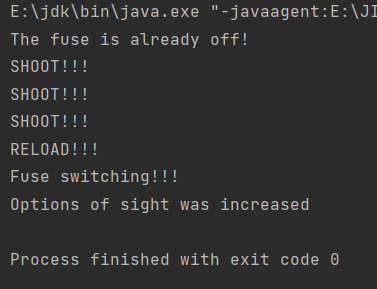 E:\jdk\bin\java.exe "-javaagent:E:\JI
The fuse is already off!
SHOOT!!!
SHOOT!!!
SHOOT!!!
RELOAD!!!
Fuse switching!!!
Options of sight was increased
Process finished with exit code 0